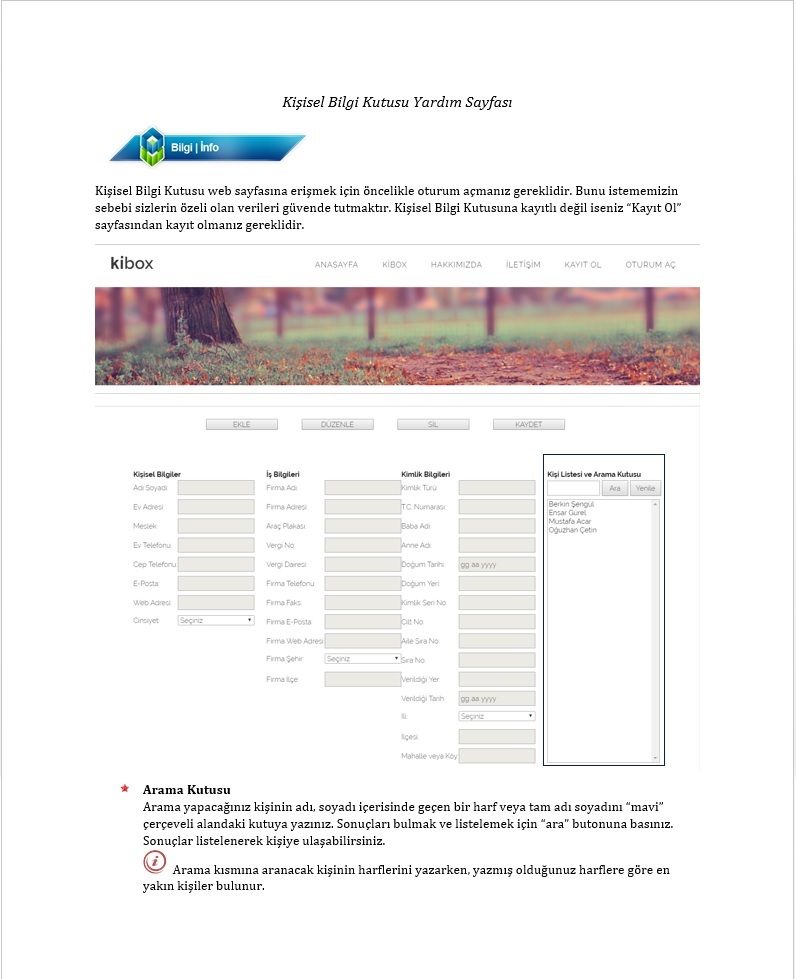 Kişisel Bilgi Kutusu Yardım Sayfası
Bilgi | İnfo
Kişisel Bilgi Kutusu web sayfasına erişmek için öncelikle oturum açmanız gereklidir. Bunu istememizin
sebebi sizlerin özeli olan verileri güvende tutmaktır. Kişisel Bilgi Kutusuna kayıtlı değil iseniz “Kayıt Ol”
sayfasından kayıt olmanız gereklidir.
kibox
ANASAYFA KİBOX HAKKIMIZDA İLETİŞİM KAYIT OL OTURUM AÇ
EKLE DÜZENLE SİL KAYDET
Kişisel Bilgiler
Adı Soyadı
Ev Adresi
Meslek
Ev Telefonu
Cep Telefonu
E-Posta
Web Adresi
Cinsiyet Seçiniz
İş Bilgileri
Firma Adı
Firma Adresi
Araç Plakası
Vergi No
Vergi Dairesi
Firma Telefonu
Firma Faks
Firma E-Posta
Firma Web Adresi
Firma Şehir Seçiniz
Firma İlçe
Kimlik Bilgileri
Kimlik Türü
T.C. Numarası
Baba Adı
Anne Adı
Doğum Tarihi gg.aa.yyyy
Doğum Yeri
Kimlik Seri No
Cilt No
Aile Sıra No
Sıra No
Verildiği Yer
Verildiği Tarih gg.aa.yyyy
İli Seçiniz
İlçesi
Mahalle veya Köy
Kişi Listesi ve Arama Kutusu
Ara Yenile
Berkin Şengül
Ensar Gürel
Mustafa Acar
Oğuzhan Çetin
Arama Kutusu
Arama yapacağınız kişinin adı, soyadı içerisinde geçen bir harf veya tam adı soyadını “mavi”
çerçeveli alandaki kutuya yazınız. Sonuçları bulmak ve listelemek için “ara” butonuna basınız.
Sonuçlar listelenerek kişiye ulaşabilirsiniz.
Arama kısmına aranacak kişinin harflerini yazarken, yazmış olduğunuz harflere göre en
yakın kişiler bulunur.